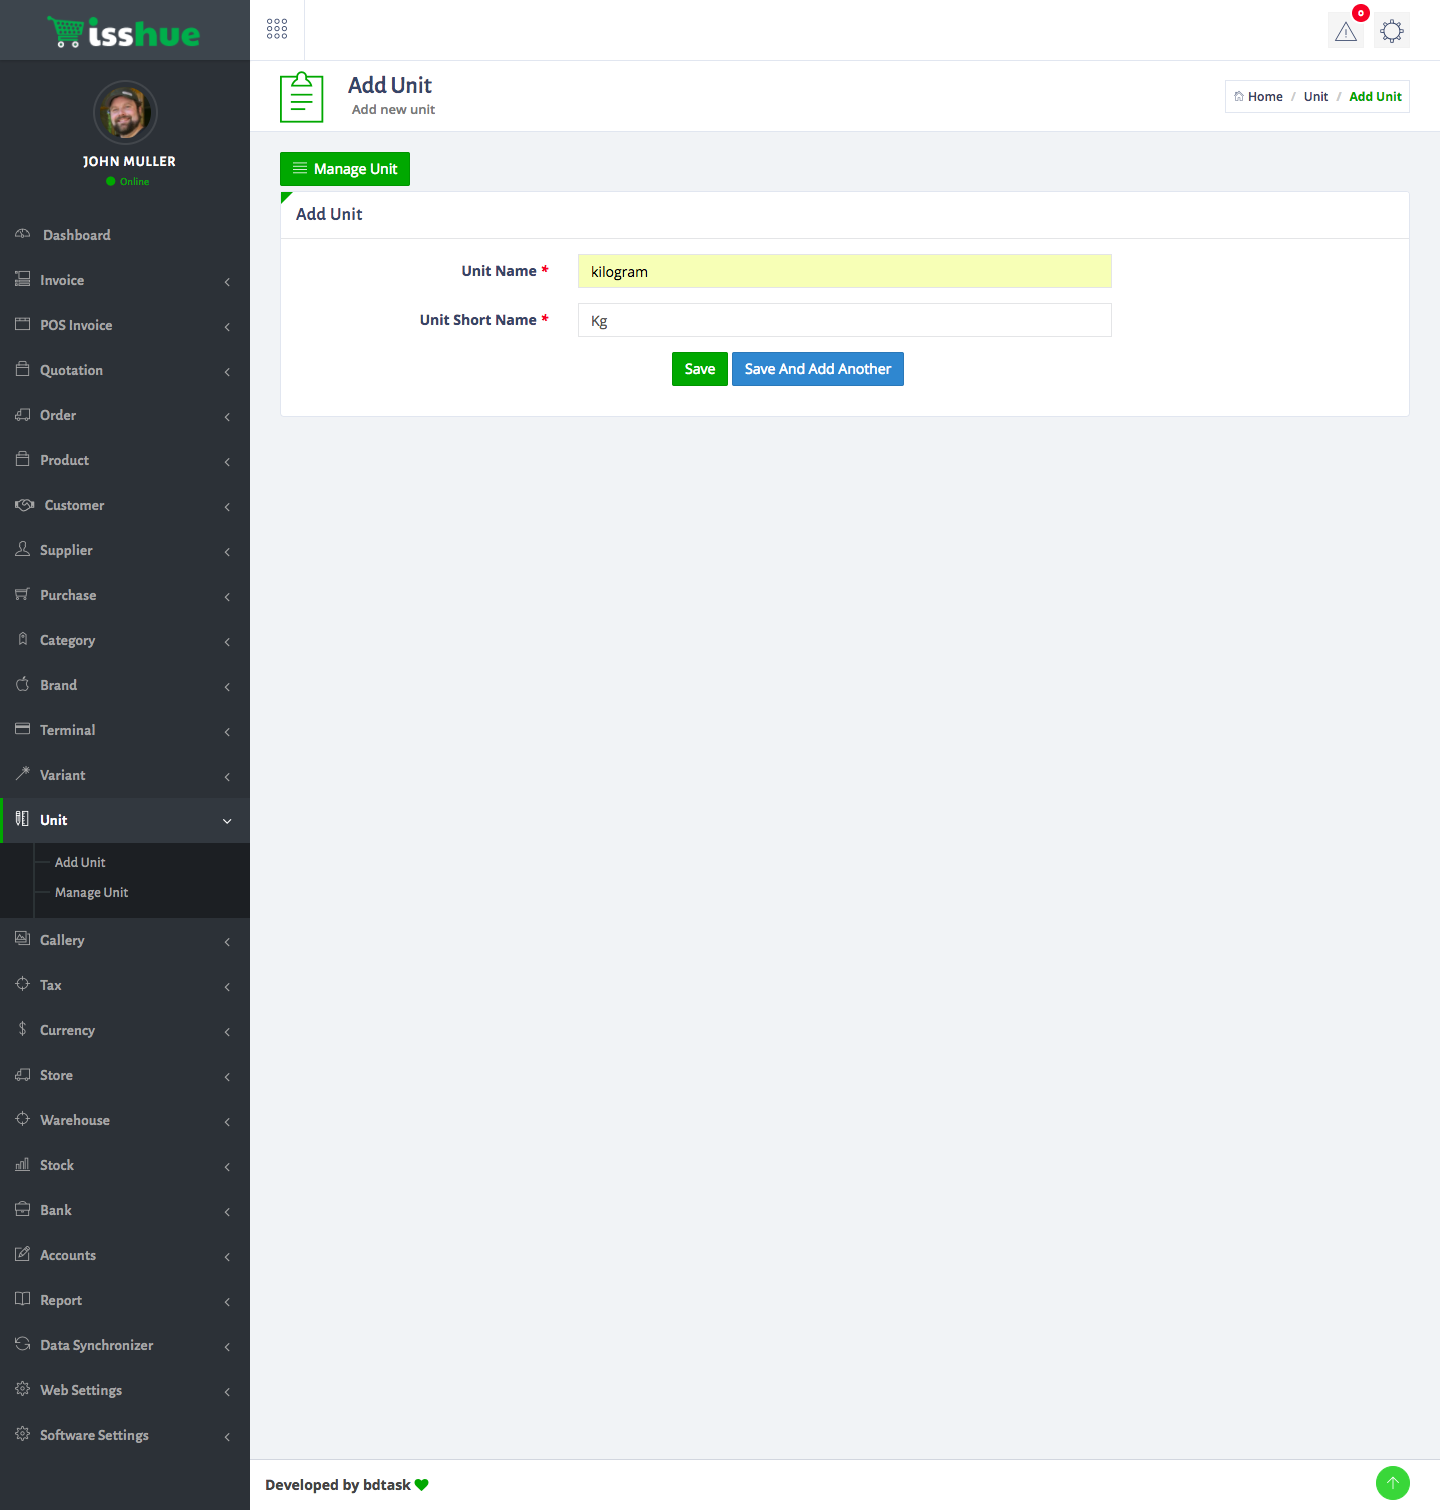 isshue
0
JOHN MULLER
Online
Dashboard
Invoice
POS Invoice
Quotation
Order
Product
Customer
Supplier
Purchase
Category
Brand
Terminal
Variant
Unit
Add Unit
Manage Unit
Gallery
Tax
Currency
Store
Warehouse
Stock
Bank
Accounts
Report
Data Synchronizer
Web Settings
Software Settings
Add Unit
Add new unit
Home / Unit / Add Unit
Manage Unit
Add Unit
Unit Name * kilogram
Unit Short Name * Kg
Save Save And Add Another
Developed by bdtask